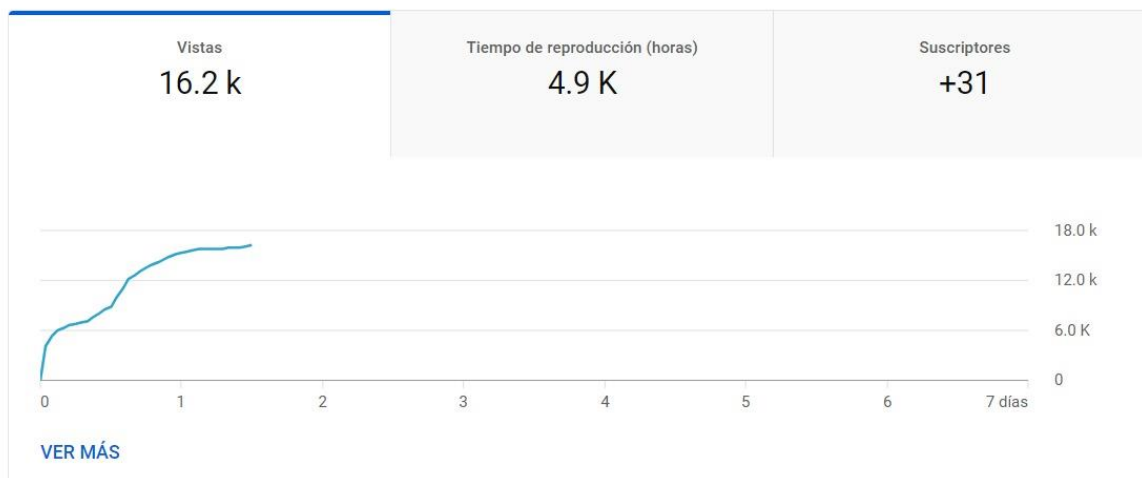 Vistas
16.2 k
Tiempo de reproducción (horas)
4.9 K
Suscriptores
+31
18.0 k
12.0 k
6.0 K
0
0 1 2 3 4 5 6 7 días
VER MÁS